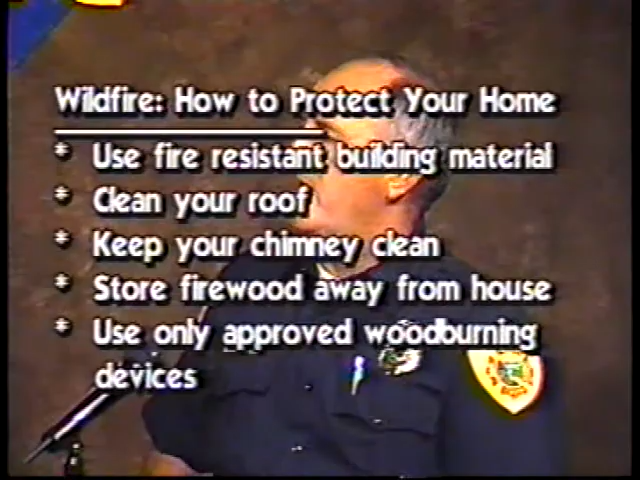 Wildfire: How to Protect Your Home
* Use fire resistant building material
* Clean your roof
* Keep your chimney clean
* Store firewood away from house
* Use only approved woodburning
devices